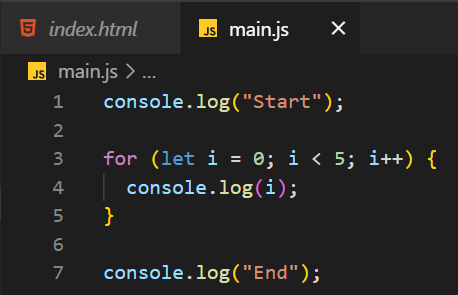 index.html main.js ×
JS main.js > ...
1 console.log("Start");
2
3 for (let i = 0; i < 5; i++) {
4   console.log(i);
5 }
6
7 console.log("End");